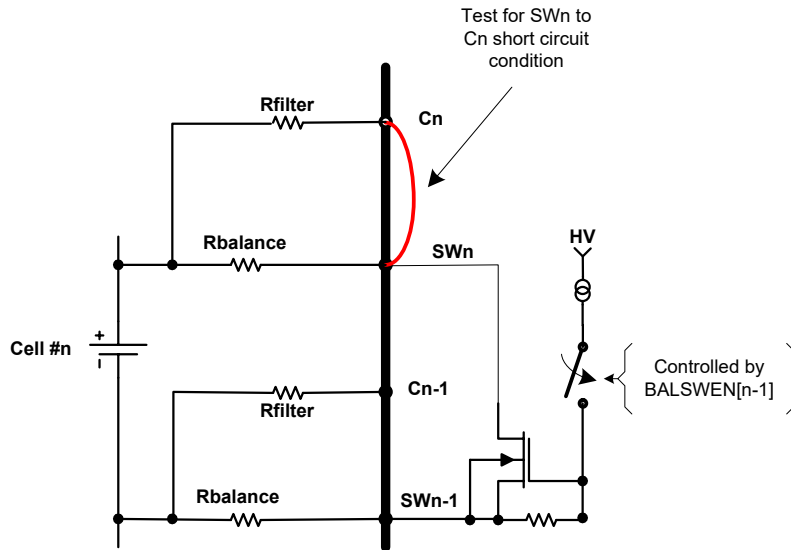 Test for SWn to
Cn short circuit
condition
Rfilter
Cn
Rbalance
SWn
HV
+
Cell #n
Controlled by
BALSWEN[n-1]
Cn-1
Rfilter
Rbalance
SWn-1